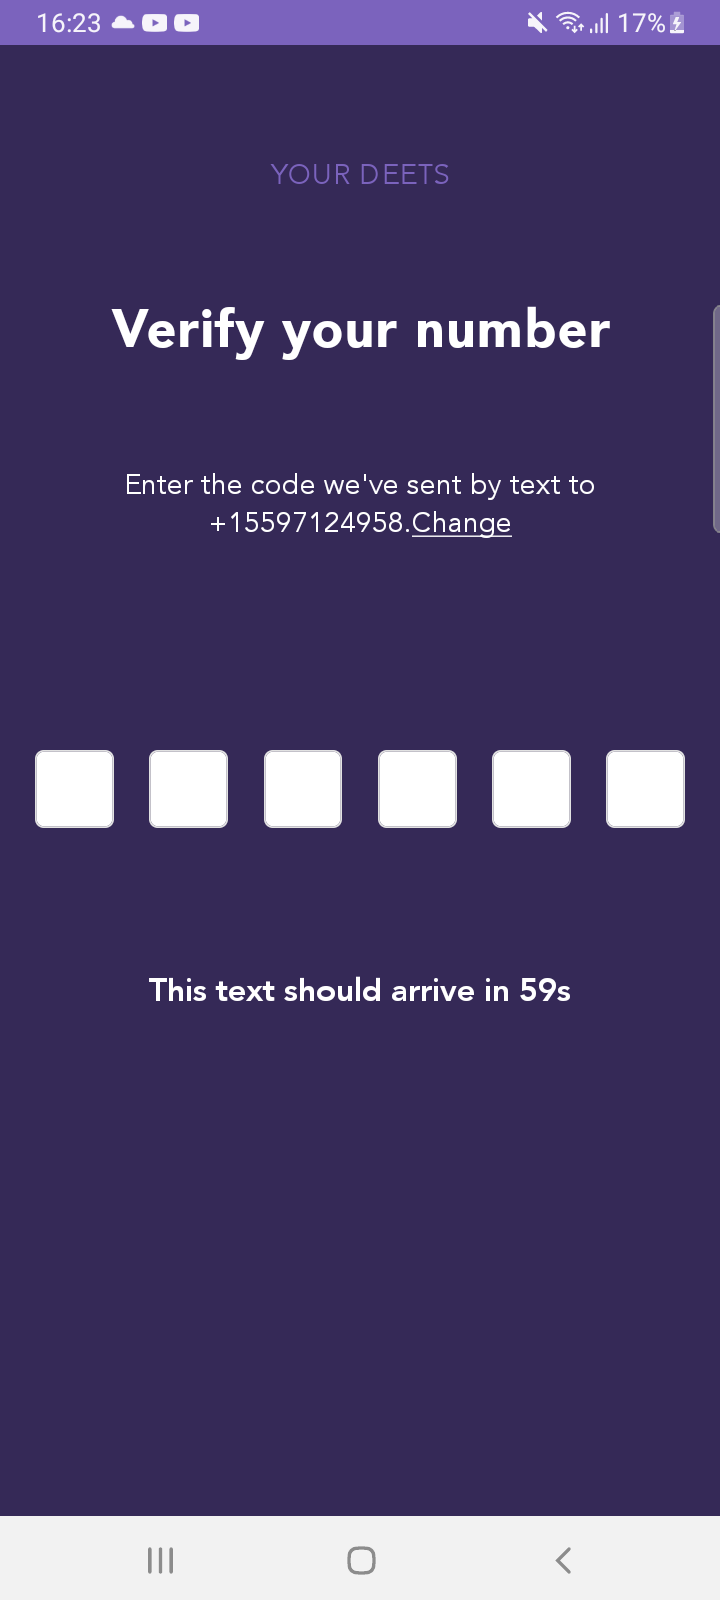 16:23 17%
YOUR DEETS
Verify your number
Enter the code we've sent by text to
+15597124958.Change
This text should arrive in 59s